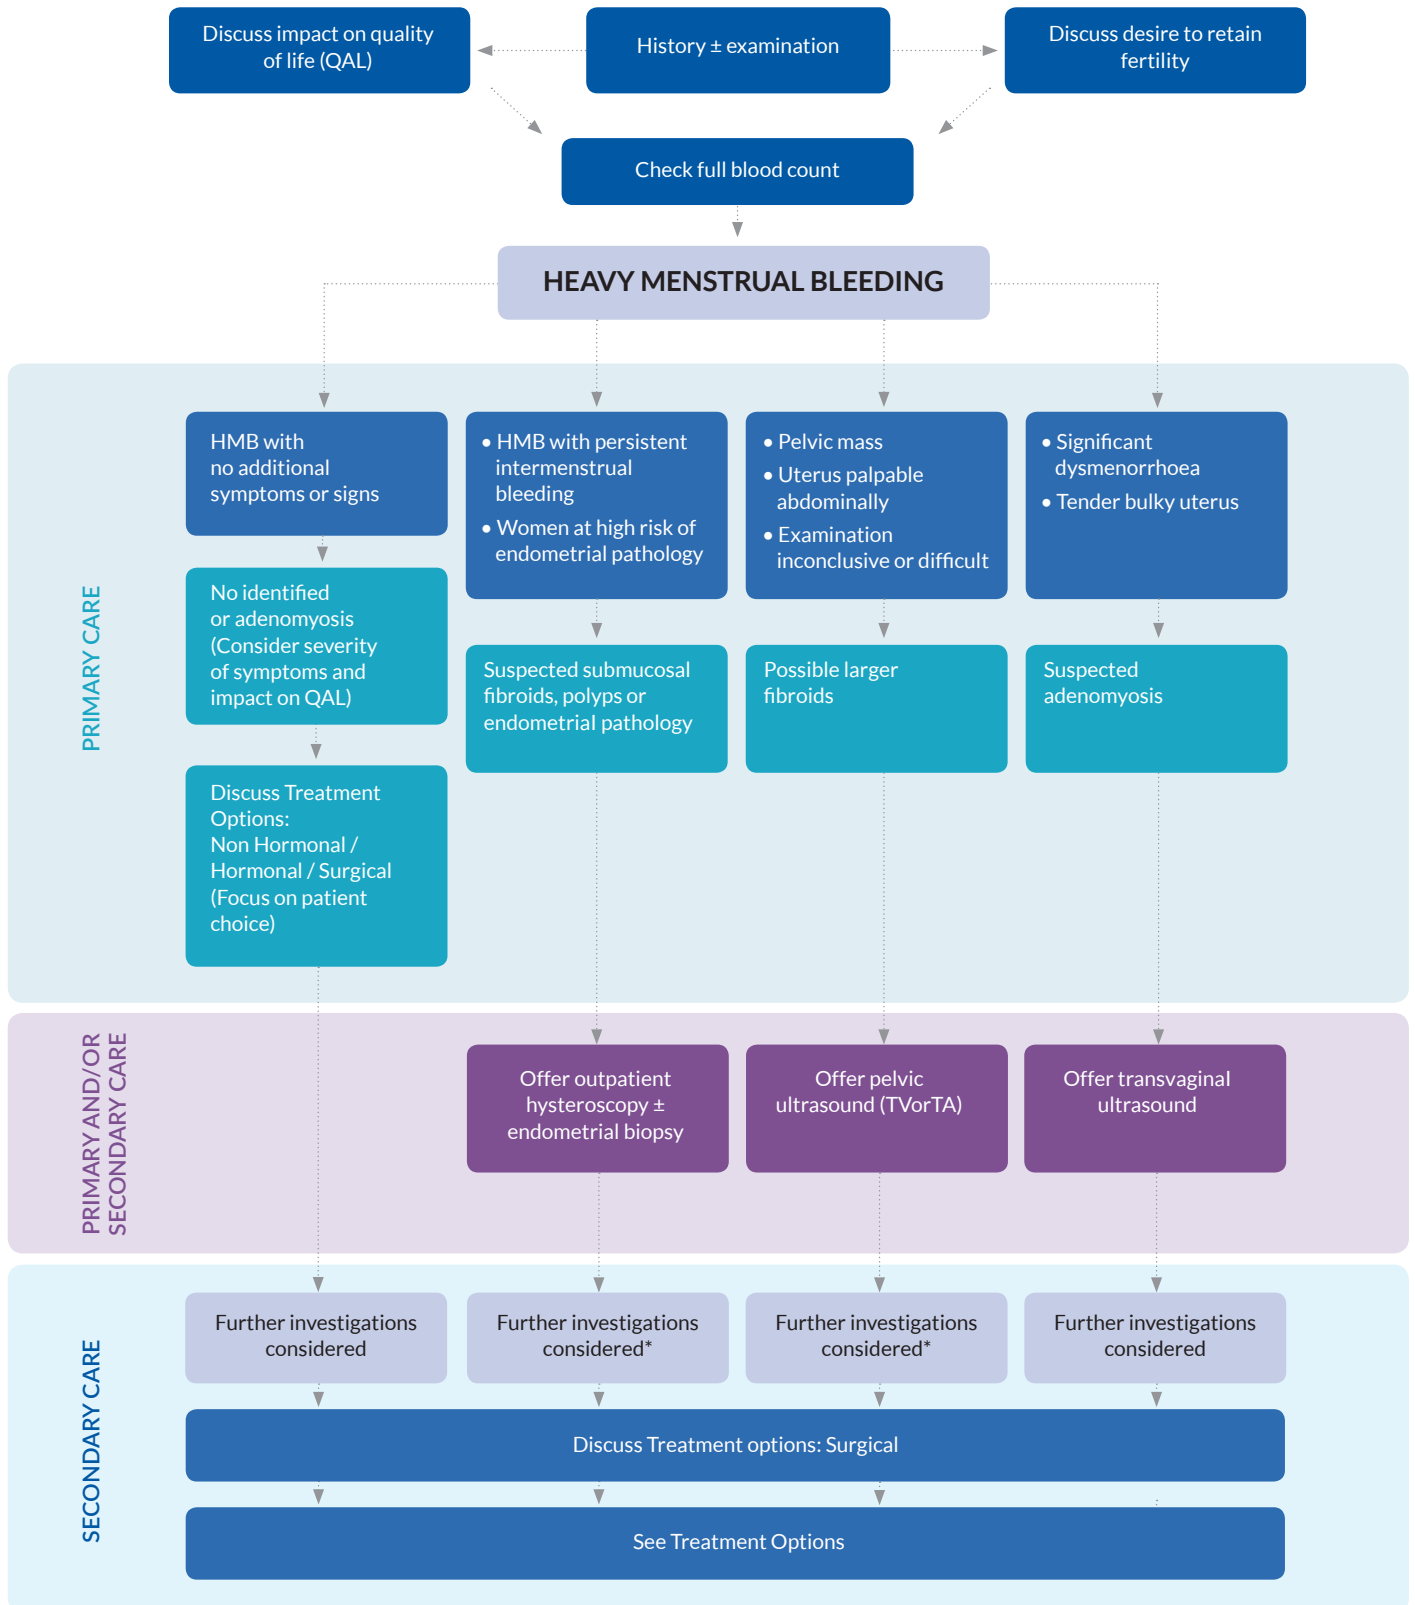 Discuss impact on quality
of life (QAL)
History ± examination
Discuss desire to retain
fertility
Check full blood count
HEAVY MENSTRUAL BLEEDING
PRIMARY CARE
HMB with
no additional
symptoms or signs
• HMB with persistent
intermenstrual
bleeding
• Women at high risk of
endometrial pathology
• Pelvic mass
• Uterus palpable
abdominally
• Examination
inconclusive or difficult
• Significant
dysmenorrhoea
• Tender bulky uterus
No identified
or adenomyosis
(Consider severity
of symptoms and
impact on QAL)
Suspected submucosal
fibroids, polyps or
endometrial pathology
Possible larger
fibroids
Suspected
adenomyosis
Discuss Treatment
Options:
Non Hormonal /
Hormonal / Surgical
(Focus on patient
choice)
PRIMARY AND/OR
SECONDARY CARE
Offer outpatient
hysteroscopy ±
endometrial biopsy
Offer pelvic
ultrasound (TVorTA)
Offer transvaginal
ultrasound
SECONDARY CARE
Further investigations
considered
Further investigations
considered*
Further investigations
considered*
Further investigations
considered
Discuss Treatment options: Surgical
See Treatment Options